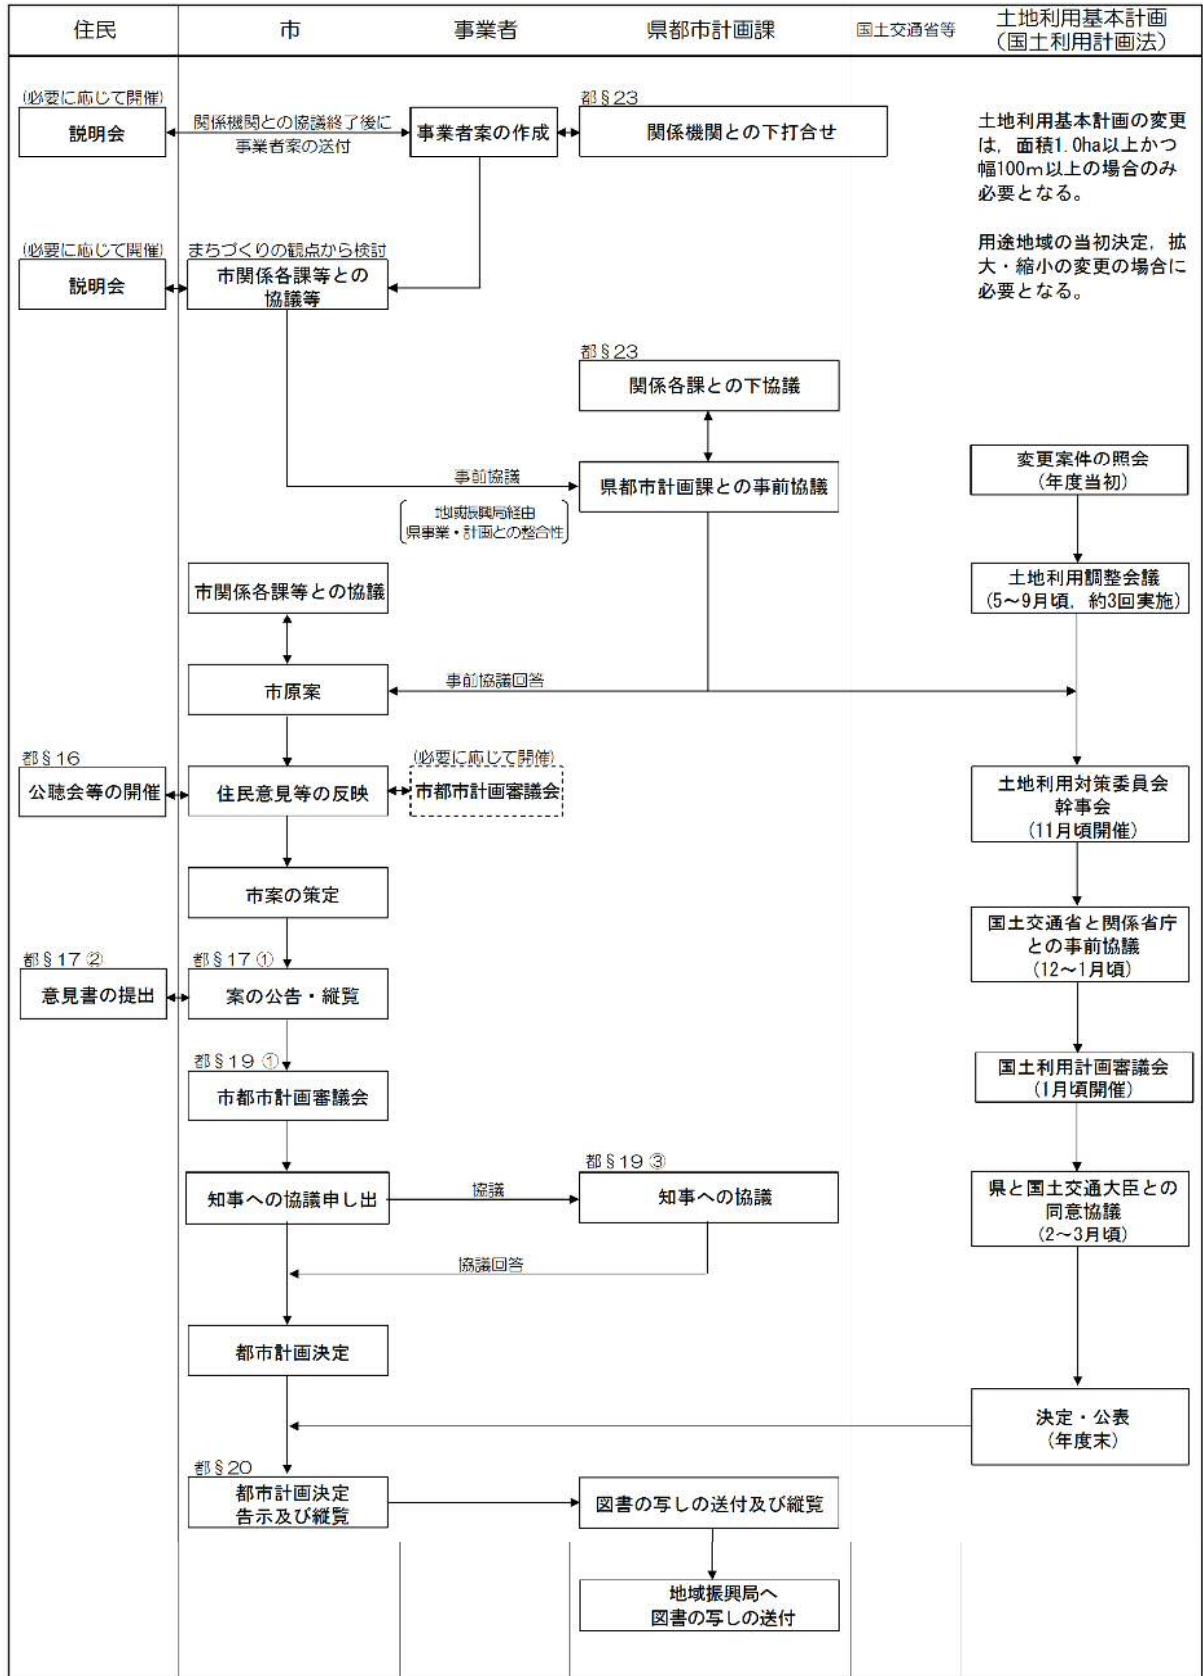 住民
市
事業者
県都市計画課
国土交通省等
土地利用基本計画
（国土利用計画法）
(必要に応じて開催)
説明会
関係機関との協議終了後に
事業者案の送付
事業者案の作成
都§23
関係機関との下打合せ
土地利用基本計画の変更
は，面積1.0ha以上かつ
幅100ｍ以上の場合のみ
必要となる。
用途地域の当初決定，拡
大・縮小の変更の場合に
必要となる。
(必要に応じて開催)
説明会
まちづくりの観点から検討
市関係各課等との
協議等
都§23
関係各課との下協議
事前協議
地域振興局経由
県事業・計画との整合性
県都市計画課との事前協議
変更案件の照会
(年度当初)
市関係各課等との協議
土地利用調整会議
(5～9月頃，約3回実施)
市原案
事前協議回答
都§16
公聴会等の開催
住民意見等の反映
(必要に応じて開催)
市都市計画審議会
土地利用対策委員会
幹事会
(11月頃開催)
市案の策定
国土交通省と関係省庁
との事前協議
(12～1月頃)
都§17②
意見書の提出
都§17①
案の公告・縦覧
都§19①
市都市計画審議会
国土利用計画審議会
(1月頃開催)
知事への協議申し出
協議
都§19③
知事への協議
県と国土交通大臣との
同意協議
(2～3月頃)
協議回答
都市計画決定
決定・公表
(年度末)
都§20
都市計画決定
告示及び縦覧
図書の写しの送付及び縦覧
地域振興局へ
図書の写しの送付